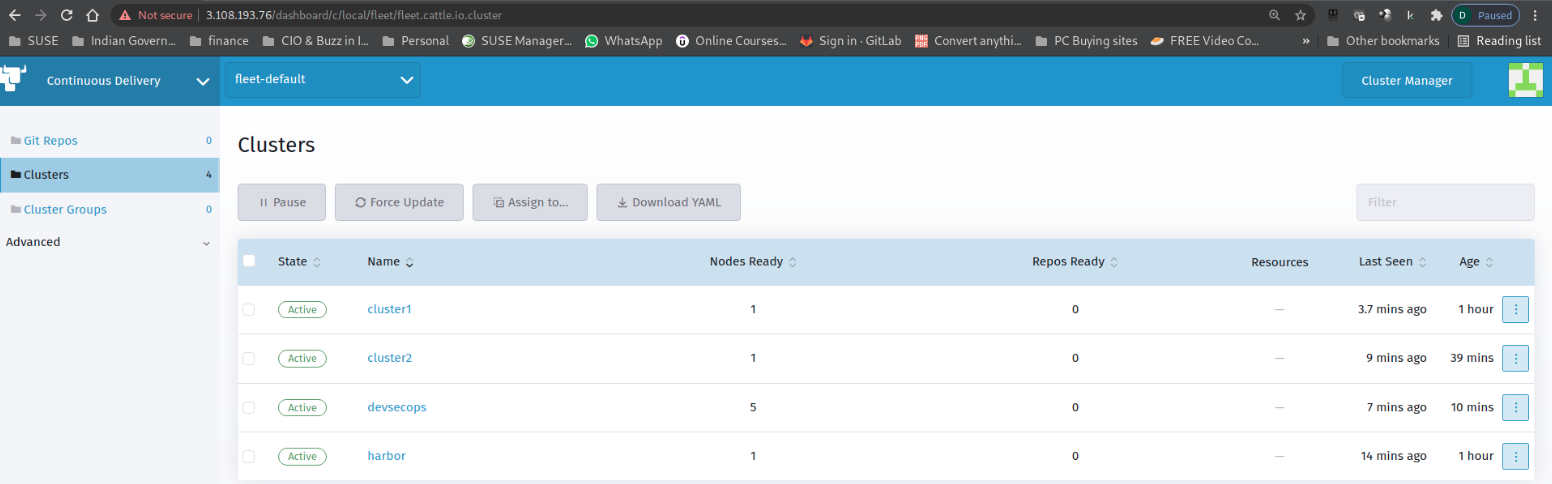 Not secure 3.108.193.76/dashboard/c/local/fleet/fleet.cattle.io.cluster D Paused
SUSE Indian Govern... finance CIO & Buzz in I... Personal SUSE Manager... WhatsApp Online Courses... Sign in · GitLab Convert anythi... PC Buying sites FREE Video Co... » Other bookmarks Reading list
Continuous Delivery fleet-default Cluster Manager
Git Repos 0
Clusters 4
Cluster Groups 0
Advanced
Clusters
Pause Force Update Assign to... Download YAML Filter
State Name Nodes Ready Repos Ready Resources Last Seen Age
Active cluster1 1 0 — 3.7 mins ago 1 hour
Active cluster2 1 0 — 9 mins ago 39 mins
Active devsecops 5 0 — 7 mins ago 10 mins
Active harbor 1 0 — 14 mins ago 1 hour